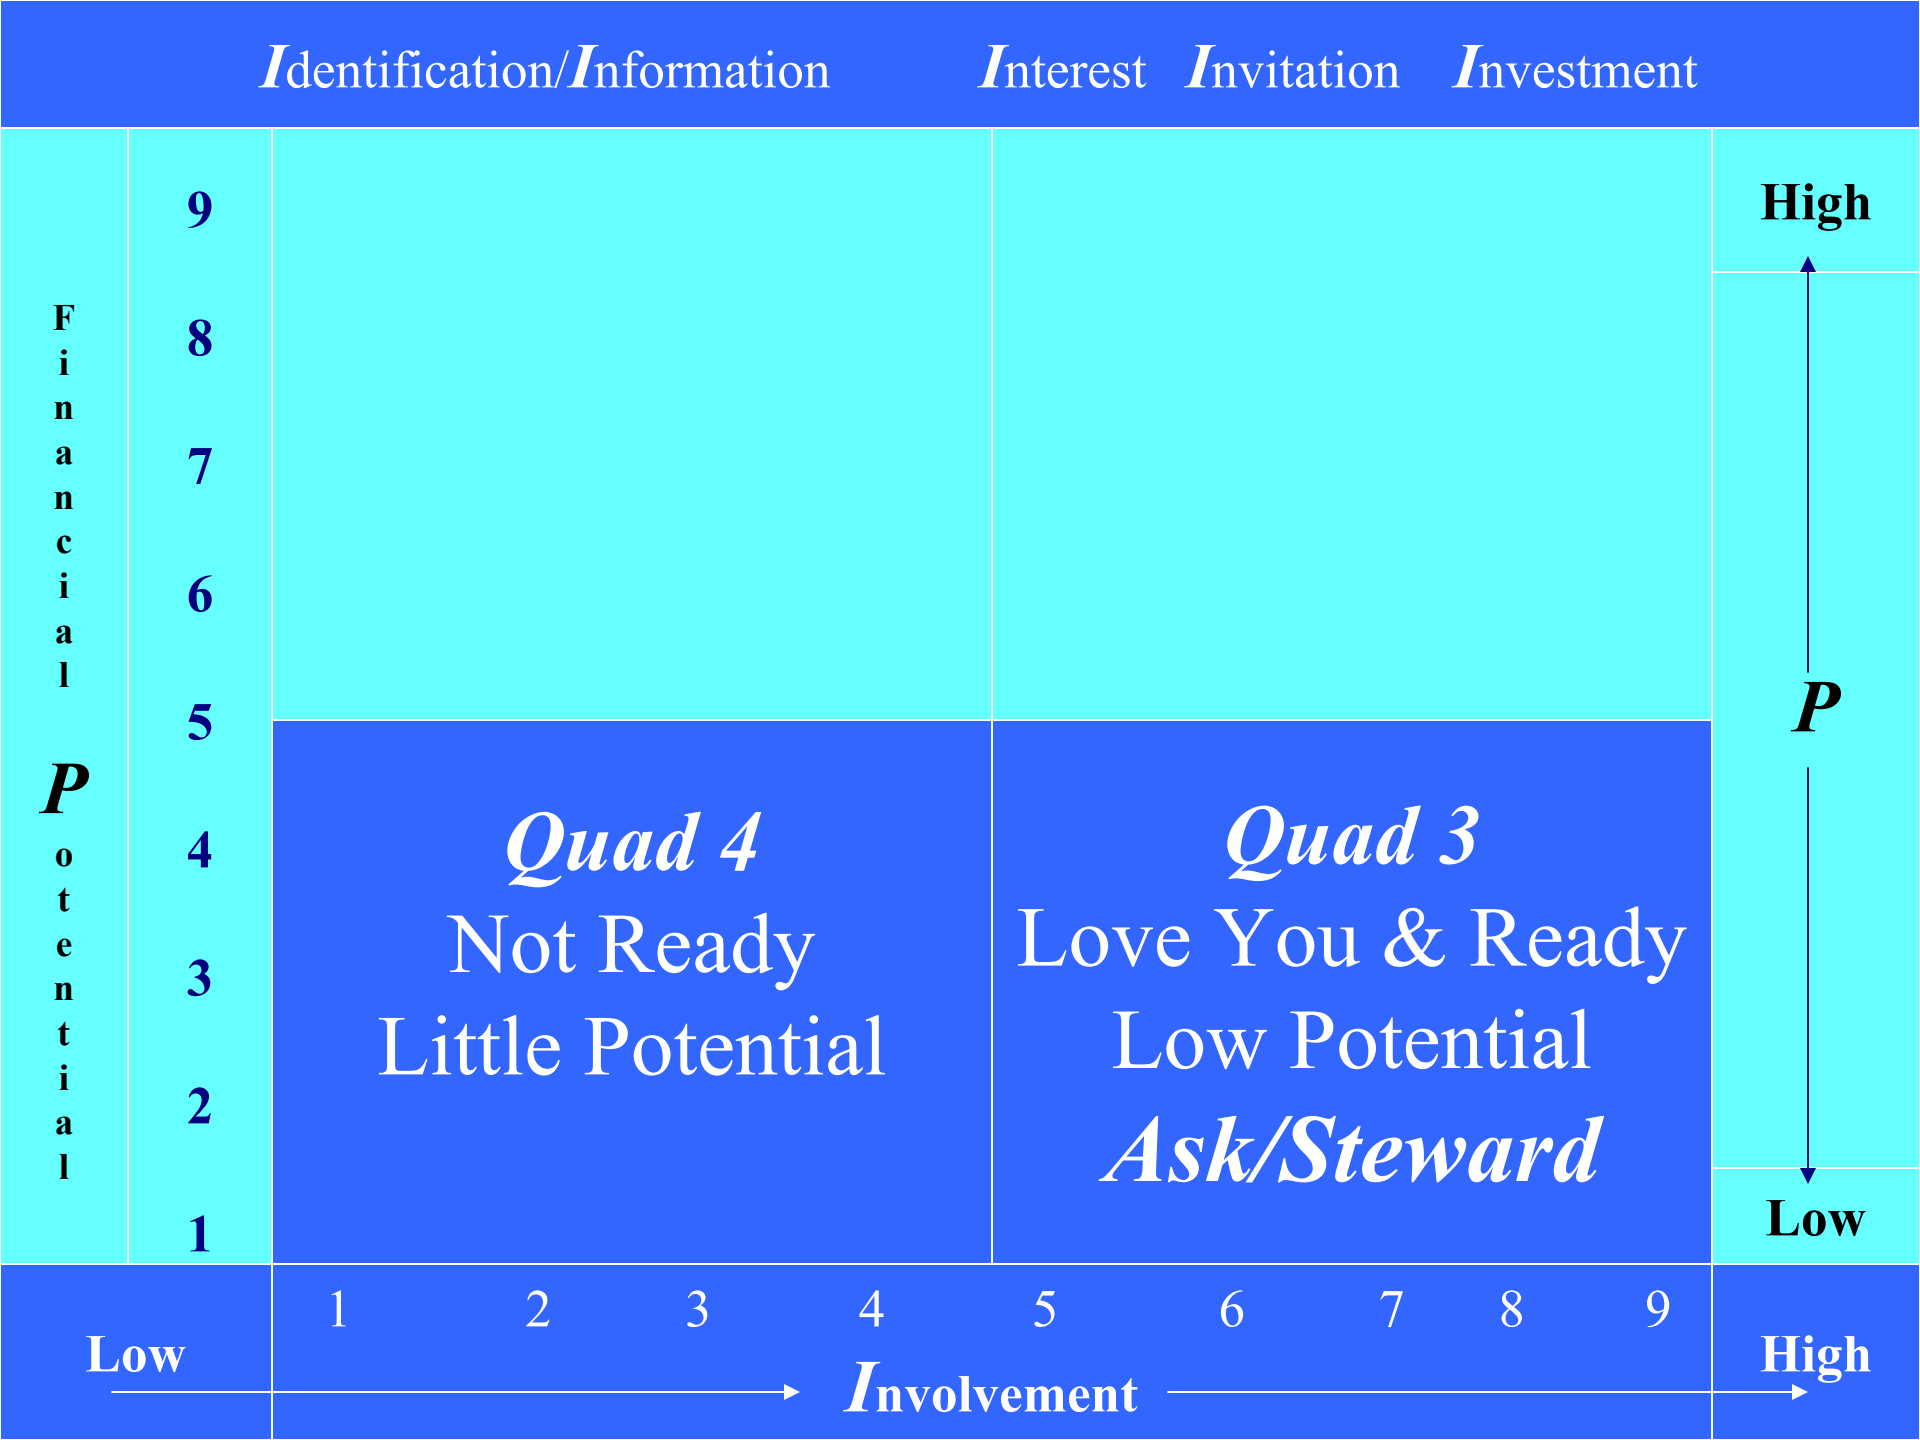 Identification/Information Interest Invitation Investment
Financial
Potential
9
8
7
6
5
4
3
2
1
Quad 4
Not Ready
Little Potential
Quad 3
Love You & Ready
Low Potential
Ask/Steward
High
P
Low
Low
1 2 3 4 5 6 7 8 9
Involvement
High